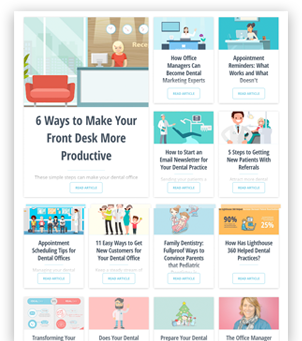 Rece
6 Ways to Make Your
Front Desk More
Productive
These simple steps can make your dental office
READ ARTICLE
How Office
Managers Can
Become Dental
Marketing Experts
READ ARTICLE
Appointment
Reminders: What
Works and What
Doesn't
READ ARTICLE
How to Start an
Email Newsletter for
Your Dental Practice
READ ARTICLE
5 Steps to Getting
New Patients With
Referrals
READ ARTICLE
Appointment
Scheduling Tips for
Dental Offices
READ ARTICLE
11 Easy Ways to Get
New Customers for
Your Dental Office
READ ARTICLE
Family Dentistry:
Fullproof Ways to
Convince Parents
that Pediatric
READ ARTICLE
90%
How Has Lighthouse
360 Helped Dental
Practices?
READ ARTICLE
Transforming Your
Does Your Dental
Prepare Your Dental
The Office Manager